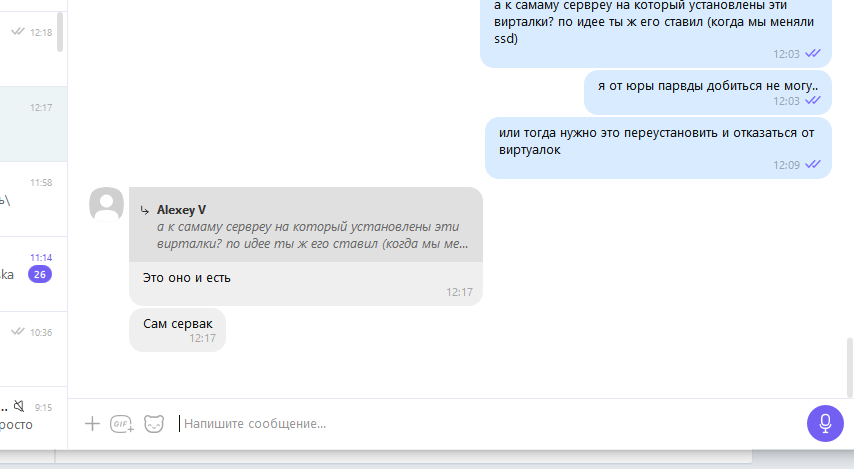 12:18
12:17
11:58
ь\
11:14
ka
26
10:36
..
9:15
росто
а к самаму сервреу на который установлены эти
вирталки? по идее ты ж его ставил (когда мы меняли
ssd)
12:03
я от юры парвды добиться не могу..
12:03
или тогда нужно это переустановить и отказаться от
виртуалок
12:09
Alexey V
а к самаму сервреу на который установлены эти
вирталки? по идее ты ж его ставил (когда мы ме...
Это оно и есть
12:17
Сам сервак
12:17
GIF
Напишите сообщение...